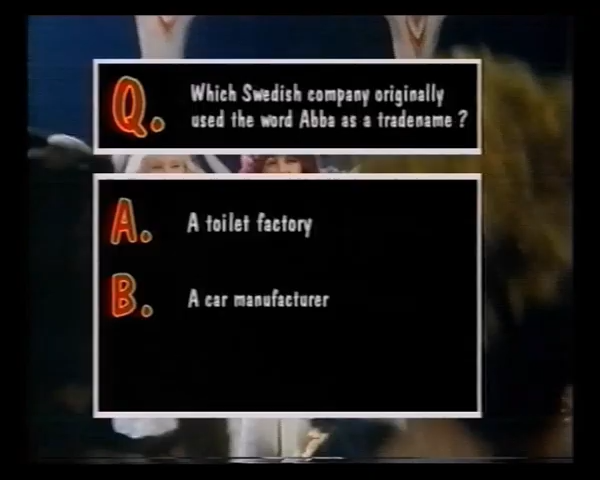 Q. Which Swedish company originally
used the word Abba as a tradename ?
A. A toilet factory
B. A car manufacturer